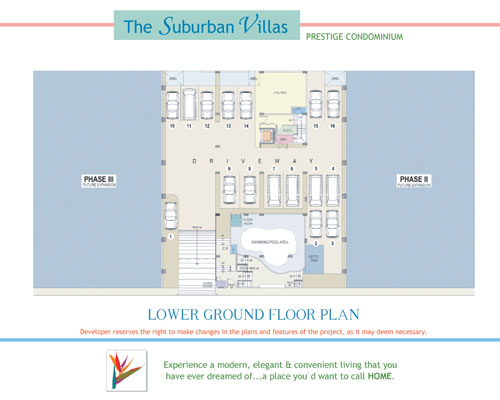 The Suburban Villas
PRESTIGE CONDOMINIUM
10 11 12 13 14 15 16
DRIVEWAY
9 8 7 6 5 4
PHASE III
FUTURE EXPANSION
PHASE II
FUTURE EXPANSION
SWIMMING POOL AREA
1
2 3
LOWER GROUND FLOOR PLAN
Developer reserves the right to make changes in the plans and features of the project, as it may deem necessary.
Experience a modern, elegant & convenient living that you
have ever dreamed of...a place you`d want to call HOME.